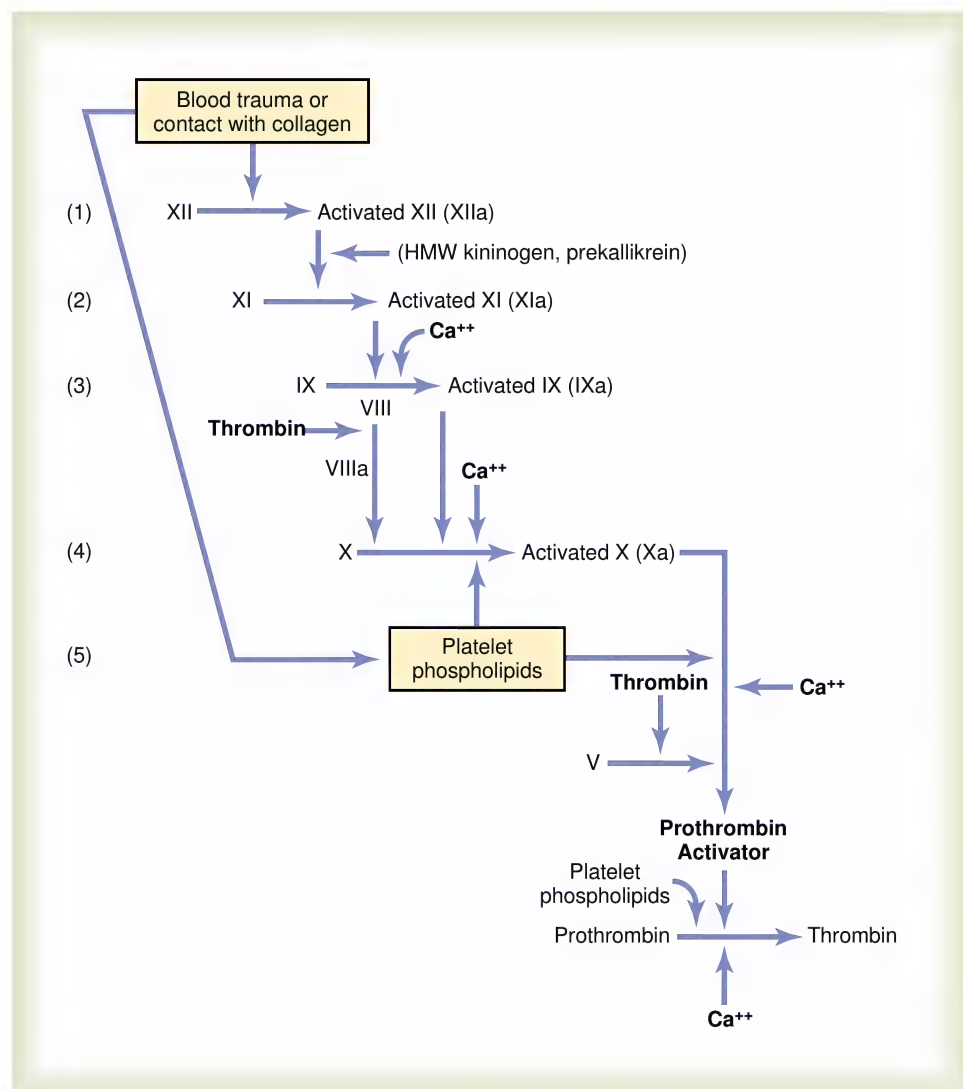 Blood trauma or
contact with collagen
(1)
XII
Activated XII (XIIa)
(HMW kininogen, prekallikrein)
(2)
XI
Activated XI (XIa)
Ca++
(3)
IX
Activated IX (IXa)
VIII
Thrombin
VIIIa
Ca++
(4)
X
Activated X (Xa)
(5)
Platelet
phospholipids
Thrombin
Ca++
V
Prothrombin
Activator
Platelet
phospholipids
Prothrombin
Thrombin
Ca++